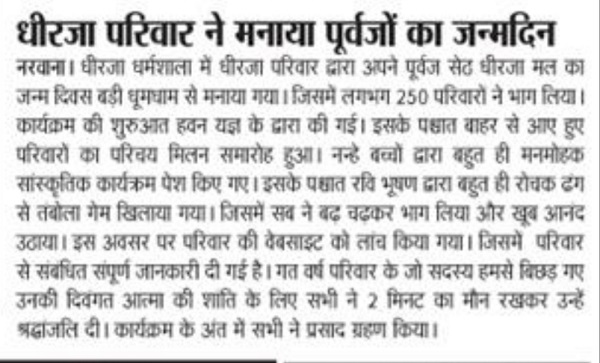 धीरजा परिवार ने मनाया पूर्वजों का जन्मदिन
नरवाना। धीरजा धर्मशाला में धीरजा परिवार द्वारा अपने पूर्वज सेठ धीरजा मल का
जन्म दिवस बड़ी धूमधाम से मनाया गया। जिसमें लगभग 250 परिवारों ने भाग लिया।
कार्यक्रम की शुरुआत हवन यज्ञ के द्वारा की गई। इसके पश्चात बाहर से आए हुए
परिवारों का परिचय मिलन समारोह हुआ। नन्हे बच्चों द्वारा बहुत ही मनमोहक
सांस्कृतिक कार्यक्रम पेश किए गए। इसके पश्चात रवि भूषण द्वारा बहुत ही रोचक ढंग
से तंबोला गेम खिलाया गया। जिसमें सब ने बढ़ चढ़कर भाग लिया और खूब आनंद
उठाया। इस अवसर पर परिवार की वेबसाइट को लांच किया गया। जिसमें परिवार
से संबंधित संपूर्ण जानकारी दी गई है। गत वर्ष परिवार के जो सदस्य हमसे बिछड़ गए
उनकी दिवंगत आत्मा की शांति के लिए सभी ने 2 मिनट का मौन रखकर उन्हें
श्रद्धांजलि दी। कार्यक्रम के अंत में सभी ने प्रसाद ग्रहण किया।